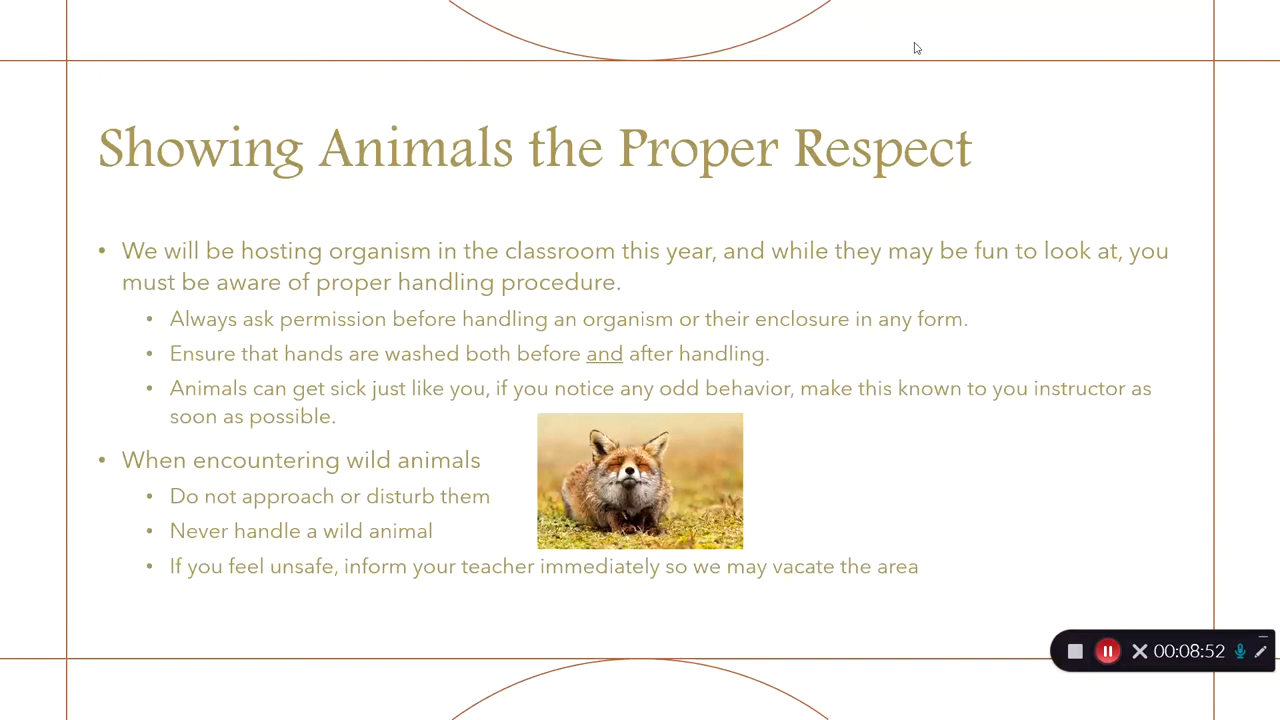 Showing Animals the Proper Respect
• We will be hosting organism in the classroom this year, and while they may be fun to look at, you
must be aware of proper handling procedure.
• Always ask permission before handling an organism or their enclosure in any form.
• Ensure that hands are washed both before and after handling.
• Animals can get sick just like you, if you notice any odd behavior, make this known to you instructor as
soon as possible.
• When encountering wild animals
• Do not approach or disturb them
• Never handle a wild animal
• If you feel unsafe, inform your teacher immediately so we may vacate the area
00:08:52